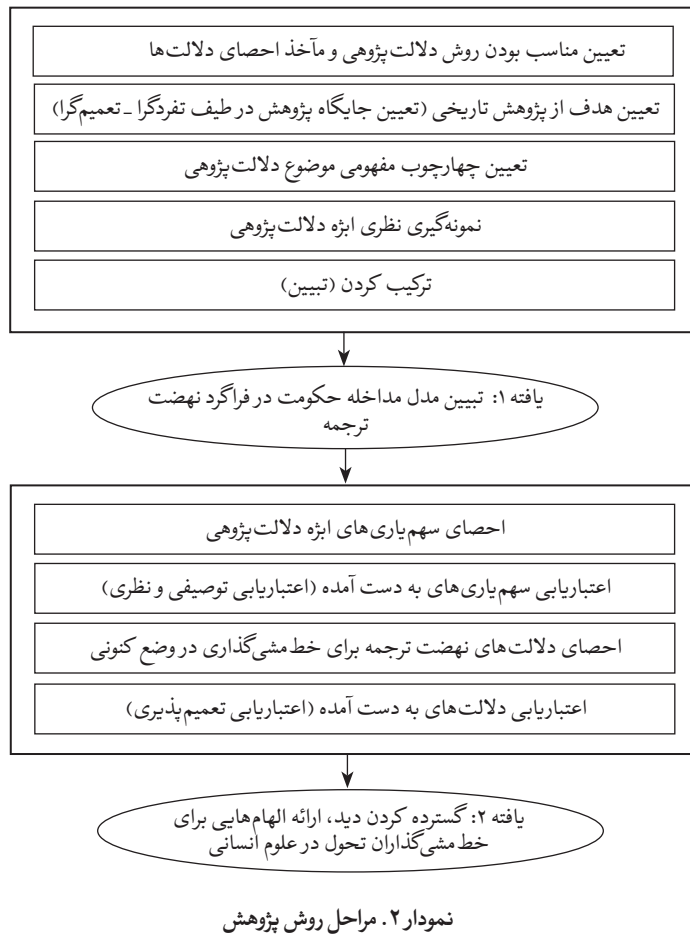 تعیین مناسب بودن روش دلالت‌پژوهی و مآخذ احصای دلالت‌ها
تعیین هدف از پژوهش تاریخی (تعیین جایگاه پژوهش در طیف تفردگرا ـ تعمیم‌گرا)
تعیین چهارچوب مفهومی موضوع دلالت‌پژوهی
نمونه‌گیری نظری ابژه دلالت‌پژوهی
ترکیب کردن (تبیین)
یافته ۱: تبیین مدل مداخله حکومت در فراگرد نهضت
ترجمه
احصای سهم‌یاری‌های ابژه دلالت‌پژوهی
اعتباریابی سهم‌یاری‌های به دست آمده (اعتباریابی توصیفی و نظری)
احصای دلالت‌های نهضت ترجمه برای خط‌مشی‌گذاری در وضع کنونی
اعتباریابی دلالت‌های به دست آمده (اعتباریابی تعمیم‌پذیری)
یافته ۲: گسترده کردن دید، ارائه الهام‌هایی برای
خط‌مشی‌گذاران تحول در علوم انسانی
نمودار ۲. مراحل روش پژوهش